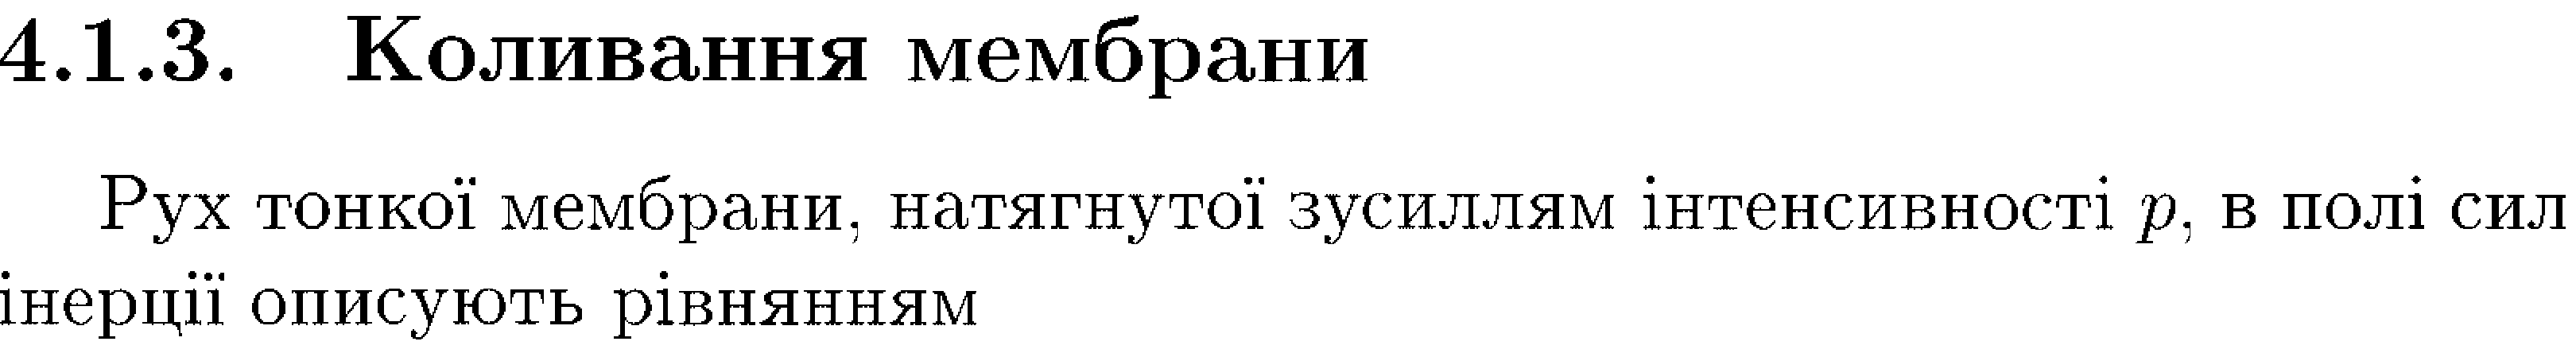 4.1.3. Коливання мембрани
Рух тонкої мембрани, натягнутої зусиллям інтенсивності p, в полі сил
інерції описують рівнянням